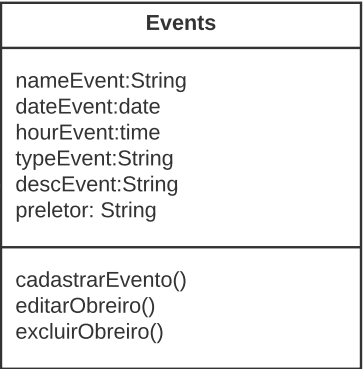 Events
nameEvent:String
dateEvent:date
hourEvent:time
typeEvent:String
descEvent:String
preletor: String
cadastrarEvento()
editarObreiro()
excluirObreiro()